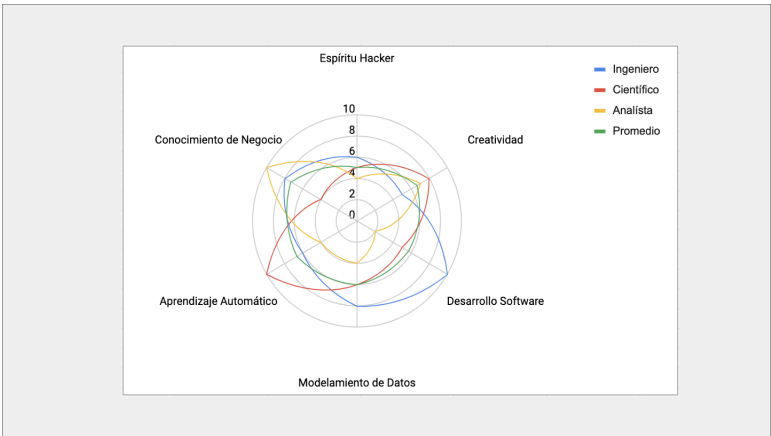 Espíritu Hacker
Ingeniero
Científico
Analísta
Promedio
10
8
6
4
2
0
Conocimiento de Negocio
Creatividad
Aprendizaje Automático
Desarrollo Software
Modelamiento de Datos